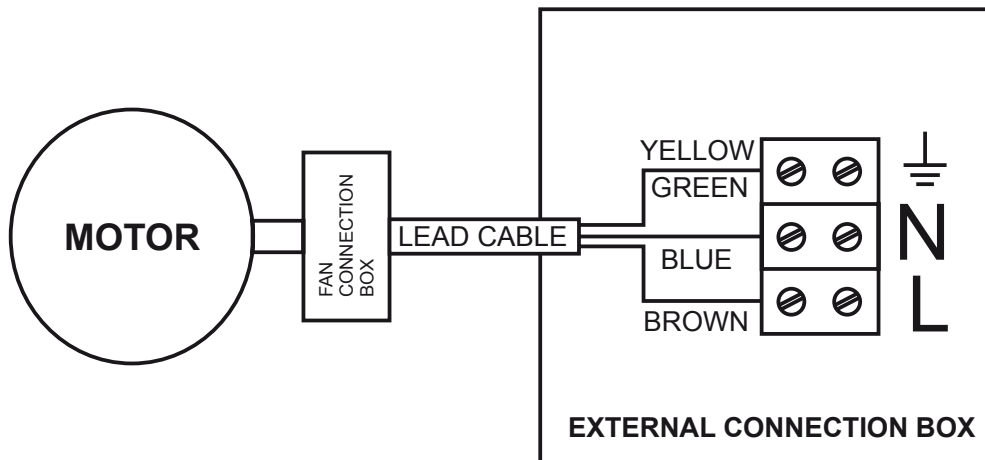 MOTOR
FAN
CONNECTION
BOX
LEAD CABLE
YELLOW
GREEN
BLUE
BROWN
N
L
EXTERNAL CONNECTION BOX